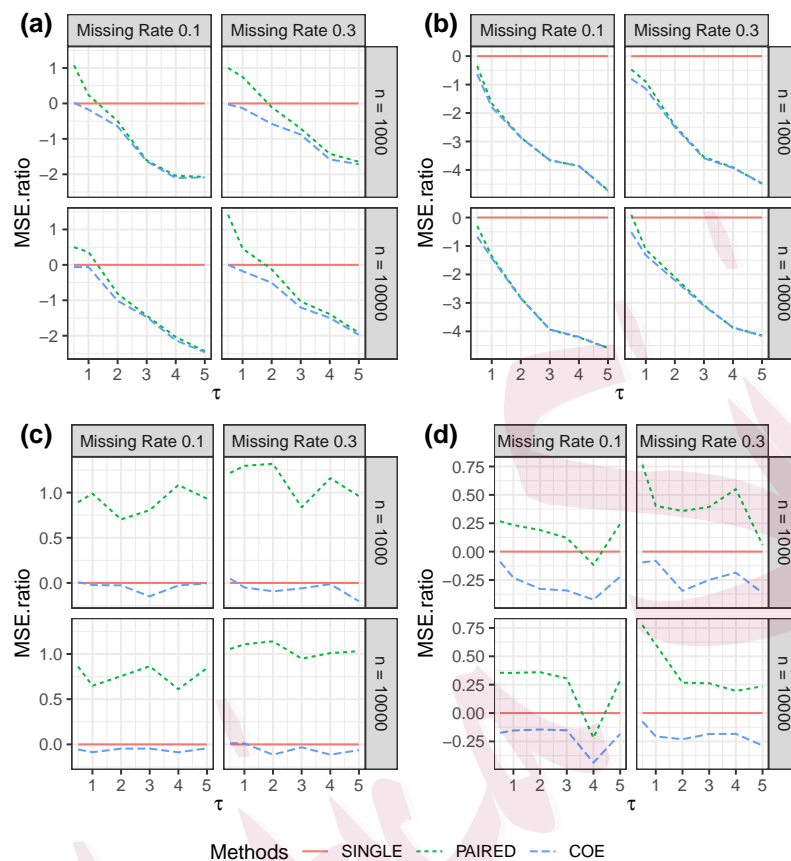 (a)
Missing Rate 0.1
Missing Rate 0.3
MSE.ratio
1
0
−1
−2
n = 1000
1
0
−1
−2
n = 10000
1 2 3 4 5
1 2 3 4 5
τ
(b)
Missing Rate 0.1
Missing Rate 0.3
MSE.ratio
0
−1
−2
−3
−4
n = 1000
0
−1
−2
−3
−4
n = 10000
1 2 3 4 5
1 2 3 4 5
τ
(c)
Missing Rate 0.1
Missing Rate 0.3
MSE.ratio
1.0
0.5
0.0
n = 1000
1.0
0.5
0.0
n = 10000
1 2 3 4 5
1 2 3 4 5
τ
(d)
Missing Rate 0.1
Missing Rate 0.3
MSE.ratio
0.75
0.50
0.25
0.00
−0.25
n = 1000
0.75
0.50
0.25
0.00
−0.25
n = 10000
1 2 3 4 5
1 2 3 4 5
τ
Methods SINGLE PAIRED COE